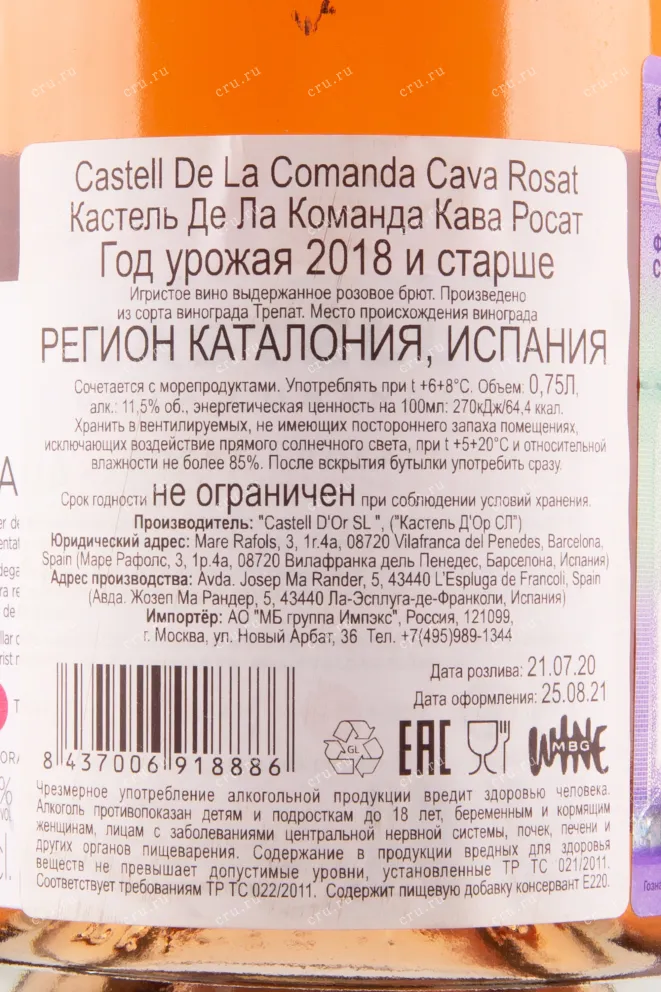 Castell De La Comanda Cava Rosat
Кастель Де Ла Команда Кава Росат
Год урожая 2018 и старше
Игристое вино выдержанное розовое брют. Произведено
из сорта винограда Трепат. Место происхождения винограда
РЕГИОН КАТАЛОНИЯ, ИСПАНИЯ
Сочетается с морепродуктами. Употреблять при t +6+8°C. Объем: 0,75Л,
алк.: 11,5% об., энергетическая ценность на 100мл: 270кДж/64,4 ккал.
Хранить в вентилируемых, не имеющих постороннего запаха помещениях,
исключающих воздействие прямого солнечного света, при t +5+20°C и относительной
влажности не более 85%. После вскрытия бутылки употребить сразу.
Срок годности не ограничен при соблюдении условий хранения.
Производитель: "Castell D'Or SL ", ("Кастель Д'Ор СЛ")
Юридический адрес: Mare Rafols, 3, 1r.4a, 08720 Vilafranca del Penedes, Barcelona,
Spain (Маре Рафолс, 3, 1р.4а, 08720 Вилафранка дель Пенедес, Барселона, Испания)
Адрес производства: Avda. Josep Ma Rander, 5, 43440 L'Espluga de Francoli, Spain
(Авда. Жозеп Ма Рандер, 5, 43440 Ла-Эсплуга-де-Франколи, Испания)
Импортёр: АО "МБ группа Импэкс", Россия, 121099,
г. Москва, ул. Новый Арбат, 36 Тел. +7(495)989-1344
Дата розлива: 21.07.20
Дата оформления: 25.08.21
8 437006 918886
GL
EAC
WINE
MBG
Чрезмерное употребление алкогольной продукции вредит здоровью человека.
Алкоголь противопоказан детям и подросткам до 18 лет, беременным и кормящим
женщинам, лицам с заболеваниями центральной нервной системы, почек, печени и
других органов пищеварения. Содержание в продукции вредных для здоровья
веществ не превышает допустимые уровни, установленные ТР ТС 021/2011.
Соответствует требованиям ТР ТС 022/2011. Содержит пищевую добавку консервант Е220.
cru.ru